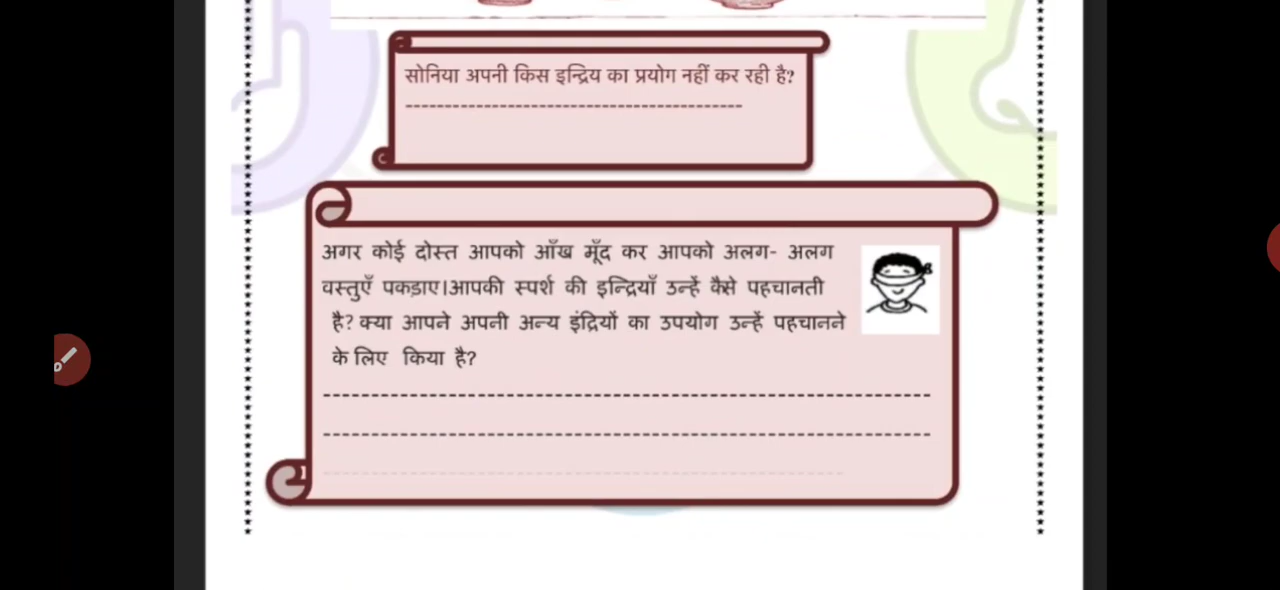 सोनिया अपनी किस इन्द्रिय का प्रयोग नहीं कर रही है?
अगर कोई दोस्त आपको आँख मूँद कर आपको अलग- अलग
वस्तुएँ पकड़ाए।आपकी स्पर्श की इन्द्रियाँ उन्हें कैसे पहचानती
है? क्या आपने अपनी अन्य इंद्रियों का उपयोग उन्हें पहचानने
के लिए किया है?